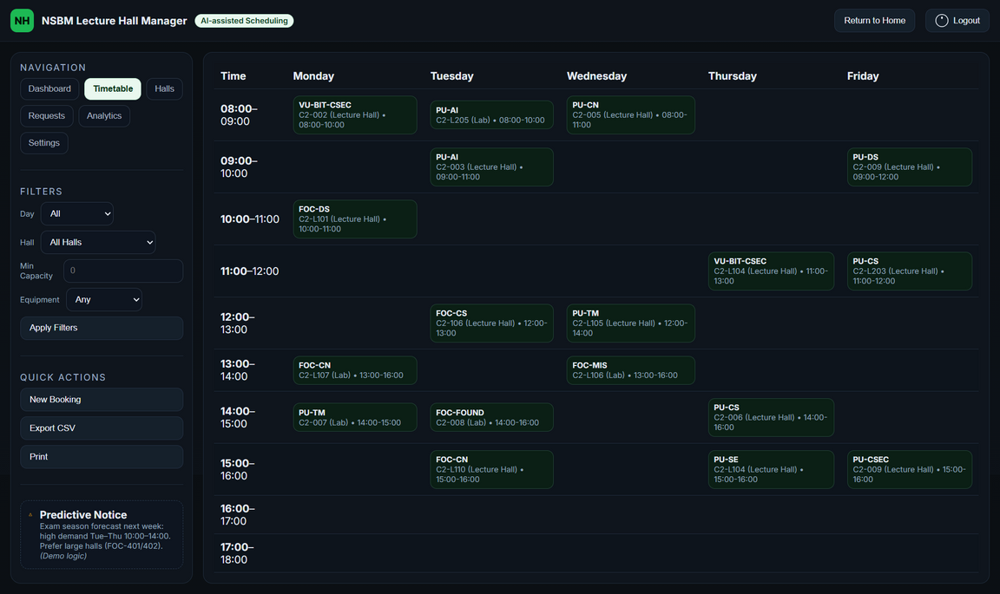 NH NSBM Lecture Hall Manager AI-assisted Scheduling Return to Home Logout
NAVIGATION
Dashboard Timetable Halls
Requests Analytics
Settings
FILTERS
Day All
Hall All Halls
Min
Capacity 0
Equipment Any
Apply Filters
QUICK ACTIONS
New Booking
Export CSV
Print
Predictive Notice
Exam season forecast next week:
high demand Tue–Thu 10:00–14:00.
Prefer large halls (FOC-401/402).
(Demo logic)
Time Monday Tuesday Wednesday Thursday Friday
08:00–
09:00
VU-BIT-CSEC
C2-002 (Lecture Hall) •
08:00-10:00
PU-AI
C2-L205 (Lab) • 08:00-10:00
PU-CN
C2-005 (Lecture Hall) • 08:00-
11:00
09:00–
10:00
PU-AI
C2-003 (Lecture Hall) •
09:00-11:00
PU-DS
C2-009 (Lecture Hall) •
09:00-12:00
10:00–11:00
FOC-DS
C2-L101 (Lecture Hall) •
10:00-11:00
11:00–12:00
VU-BIT-CSEC
C2-L104 (Lecture Hall) • 11:00-
13:00
PU-CS
C2-L203 (Lecture Hall) •
11:00-12:00
12:00–
13:00
FOC-CS
C2-106 (Lecture Hall) • 12:00-
13:00
PU-TM
C2-L105 (Lecture Hall) • 12:00-
14:00
13:00–
14:00
FOC-CN
C2-L107 (Lab) • 13:00-16:00
FOC-MIS
C2-L106 (Lab) • 13:00-16:00
14:00–
15:00
PU-TM
C2-007 (Lab) • 14:00-15:00
FOC-FOUND
C2-008 (Lab) • 14:00-16:00
PU-CS
C2-006 (Lecture Hall) • 14:00-
16:00
15:00–
16:00
FOC-CN
C2-L110 (Lecture Hall) •
15:00-16:00
PU-SE
C2-L104 (Lecture Hall) •
15:00-16:00
PU-CSEC
C2-009 (Lecture Hall) • 15:00-
16:00
16:00–
17:00
17:00–
18:00